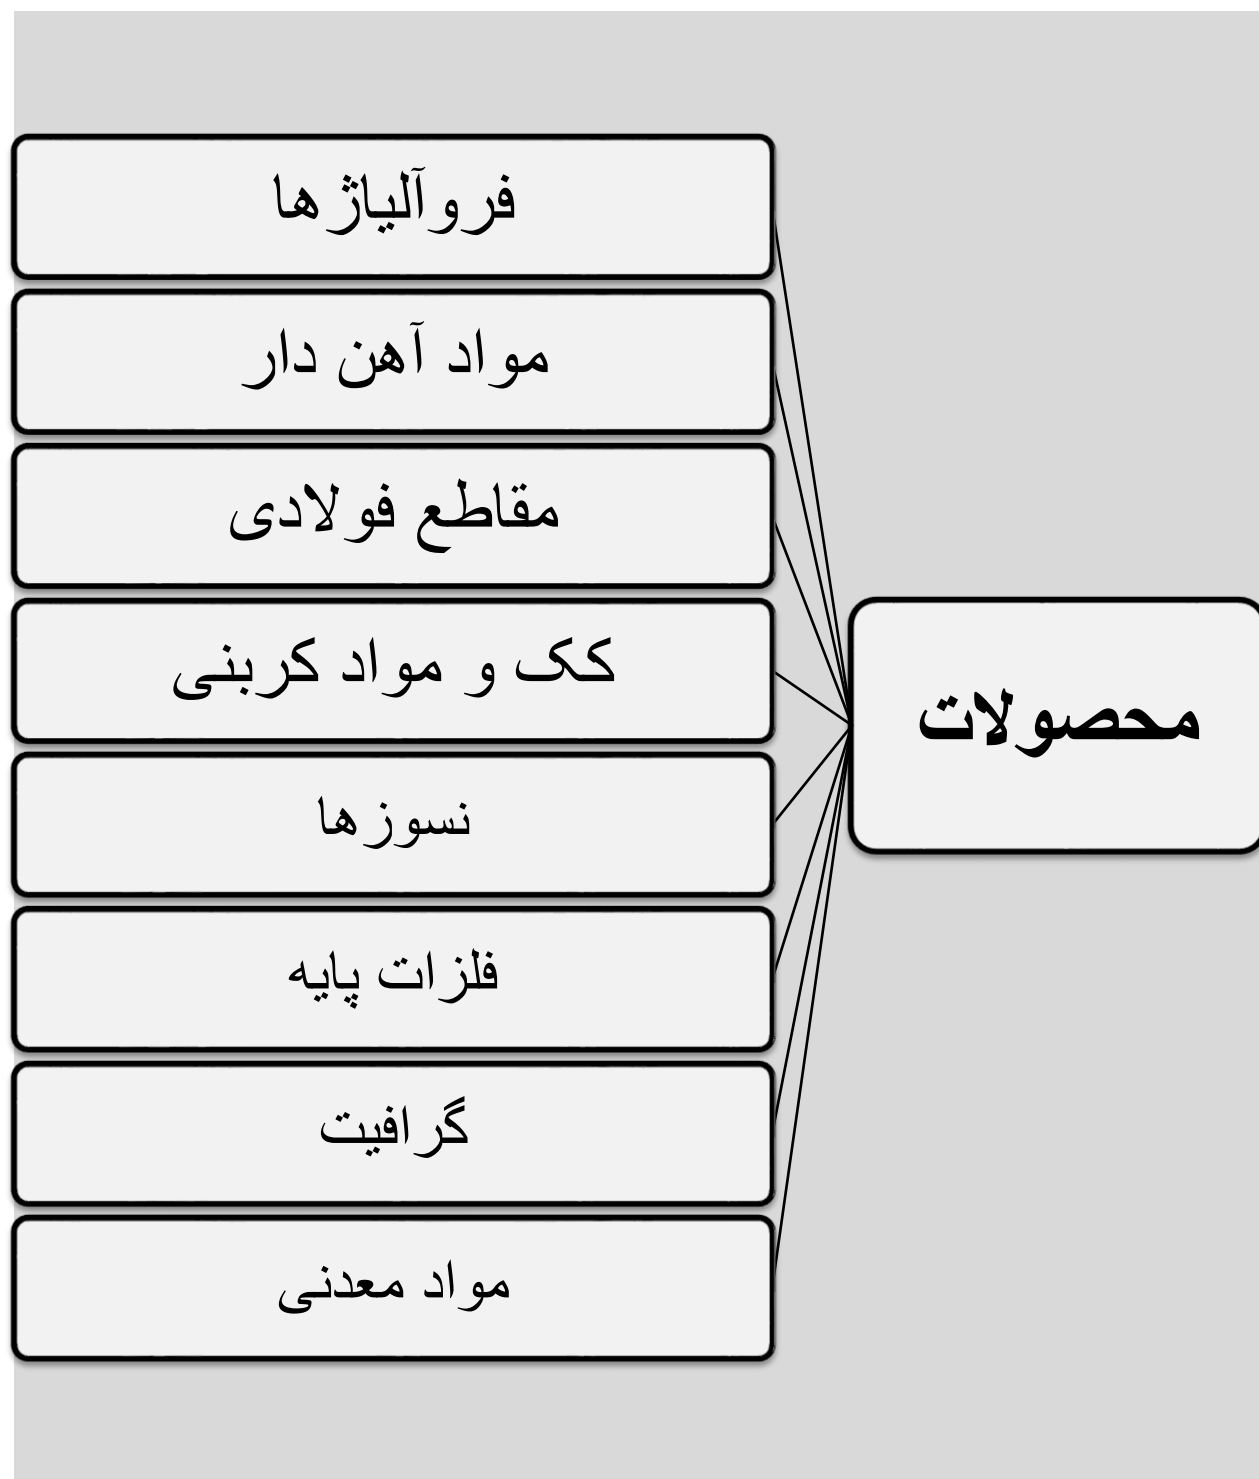 محصولات
فروآلیاژها
مواد آهن دار
مقاطع فولادی
کک و مواد کربنی
نسوزها
فلزات پایه
گرافیت
مواد معدنی